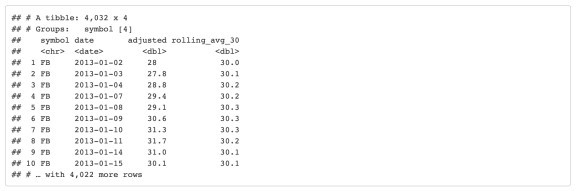 ## # A tibble: 4,032 x 4
## # Groups:   symbol [4]
##    symbol date       adjusted rolling_avg_30
##    <chr>  <date>        <dbl>          <dbl>
##  1 FB     2013-01-02     28             30.0
##  2 FB     2013-01-03     27.8           30.1
##  3 FB     2013-01-04     28.8           30.2
##  4 FB     2013-01-07     29.4           30.2
##  5 FB     2013-01-08     29.1           30.3
##  6 FB     2013-01-09     30.6           30.3
##  7 FB     2013-01-10     31.3           30.3
##  8 FB     2013-01-11     31.7           30.2
##  9 FB     2013-01-14     31.0           30.1
## 10 FB     2013-01-15     30.1           30.1
## # … with 4,022 more rows